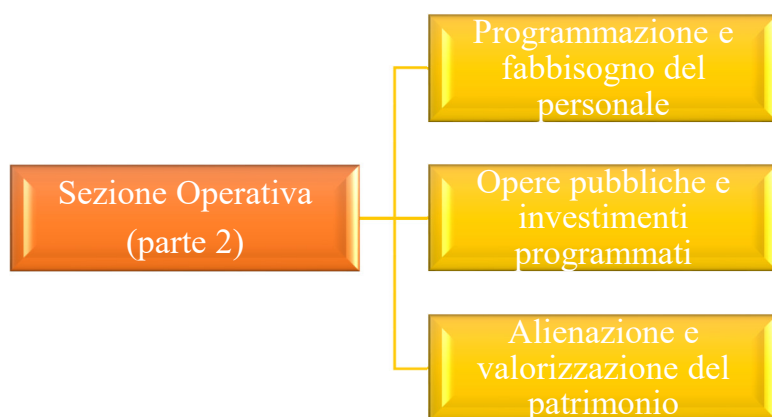 Programmazione e
fabbisogno del
personale
Sezione Operativa
(parte 2)
Opere pubbliche e
investimenti
programmati
Alienazione e
valorizzazione del
patrimonio